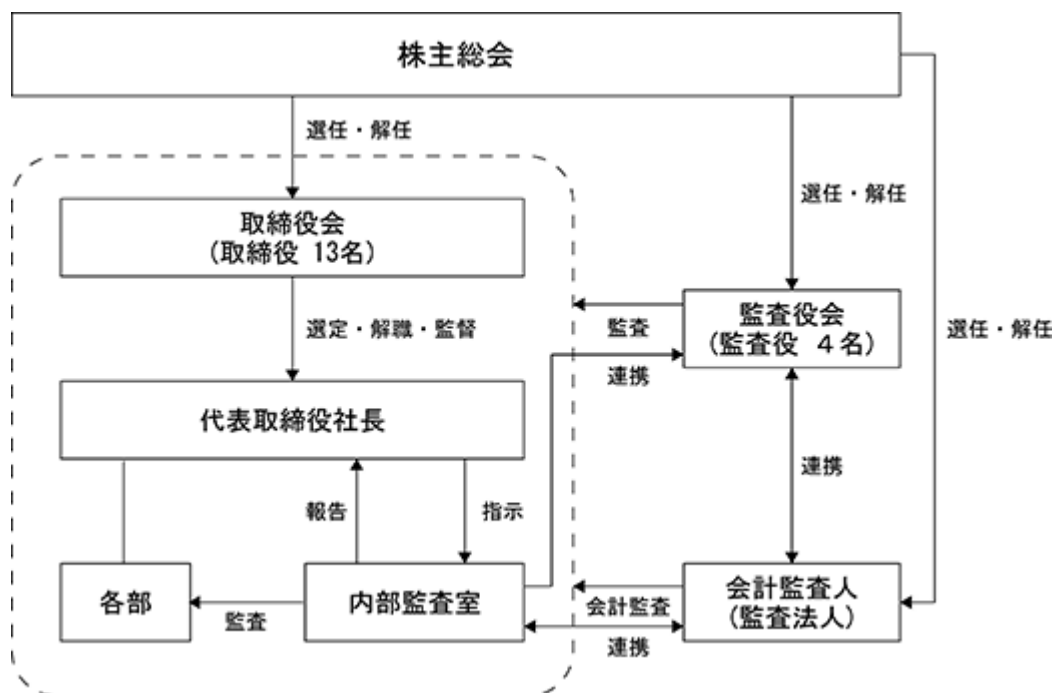 株主総会
選任・解任
選任・解任
選任・解任
取締役会
(取締役 13名)
選定・解職・監督
監査役会
(監査役 4名)
監査
連携
代表取締役社長
連携
報告
指示
各部
監査
内部監査室
会計監査
連携
会計監査人
(監査法人)